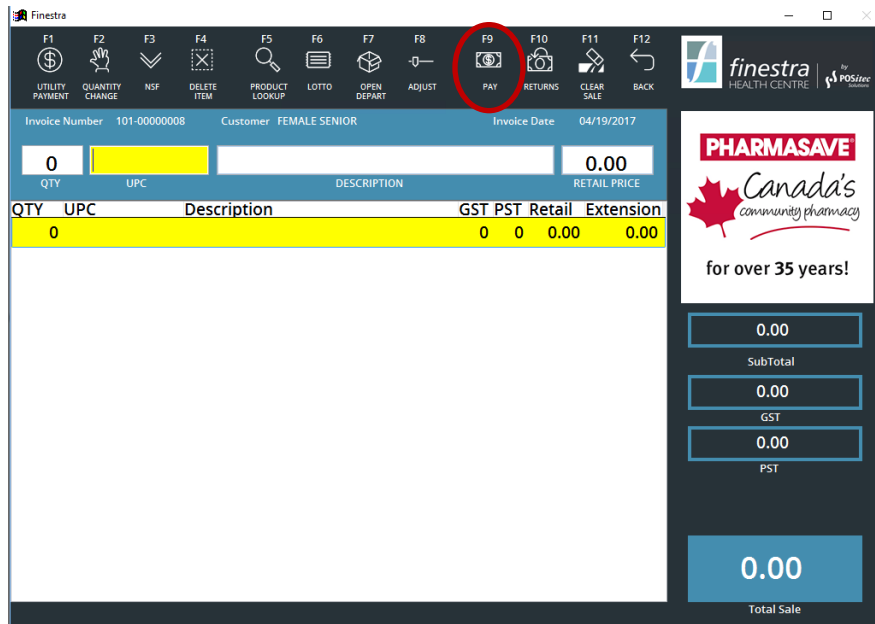 Finestra
F1 F2 F3 F4 F5 F6 F7 F8 F9 F10 F11 F12
UTILITY PAYMENT QUANTITY CHANGE NSF DELETE ITEM PRODUCT LOOKUP LOTTO OPEN DEPART ADJUST PAY RETURNS CLEAR SALE BACK
finestra
HEALTH CENTRE
by
POSitec
Solutions
Invoice Number 101-00000008 Customer FEMALE SENIOR Invoice Date 04/19/2017
0 0.00
QTY UPC DESCRIPTION RETAIL PRICE
QTY UPC Description GST PST Retail Extension
0 0 0 0.00 0.00
PHARMASAVE
Canada's
community pharmacy
for over 35 years!
0.00
SubTotal
0.00
GST
0.00
PST
0.00
Total Sale